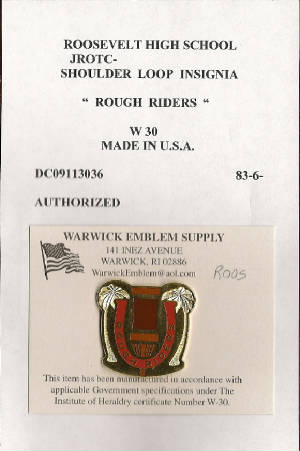 ROOSEVELT HIGH SCHOOL
JROTC-
SHOULDER LOOP INSIGNIA
“ ROUGH RIDERS “
W 30
MADE IN U.S.A.
DC09113036 83-6-
AUTHORIZED
WARWICK EMBLEM SUPPLY
141 INEZ AVENUE
WARWICK, RI 02886
WarwickEmblem@aol.com
ROOS
This item has been manufactured in accordance with
applicable Government specifications under The
Institute of Heraldry certificate Number W-30.